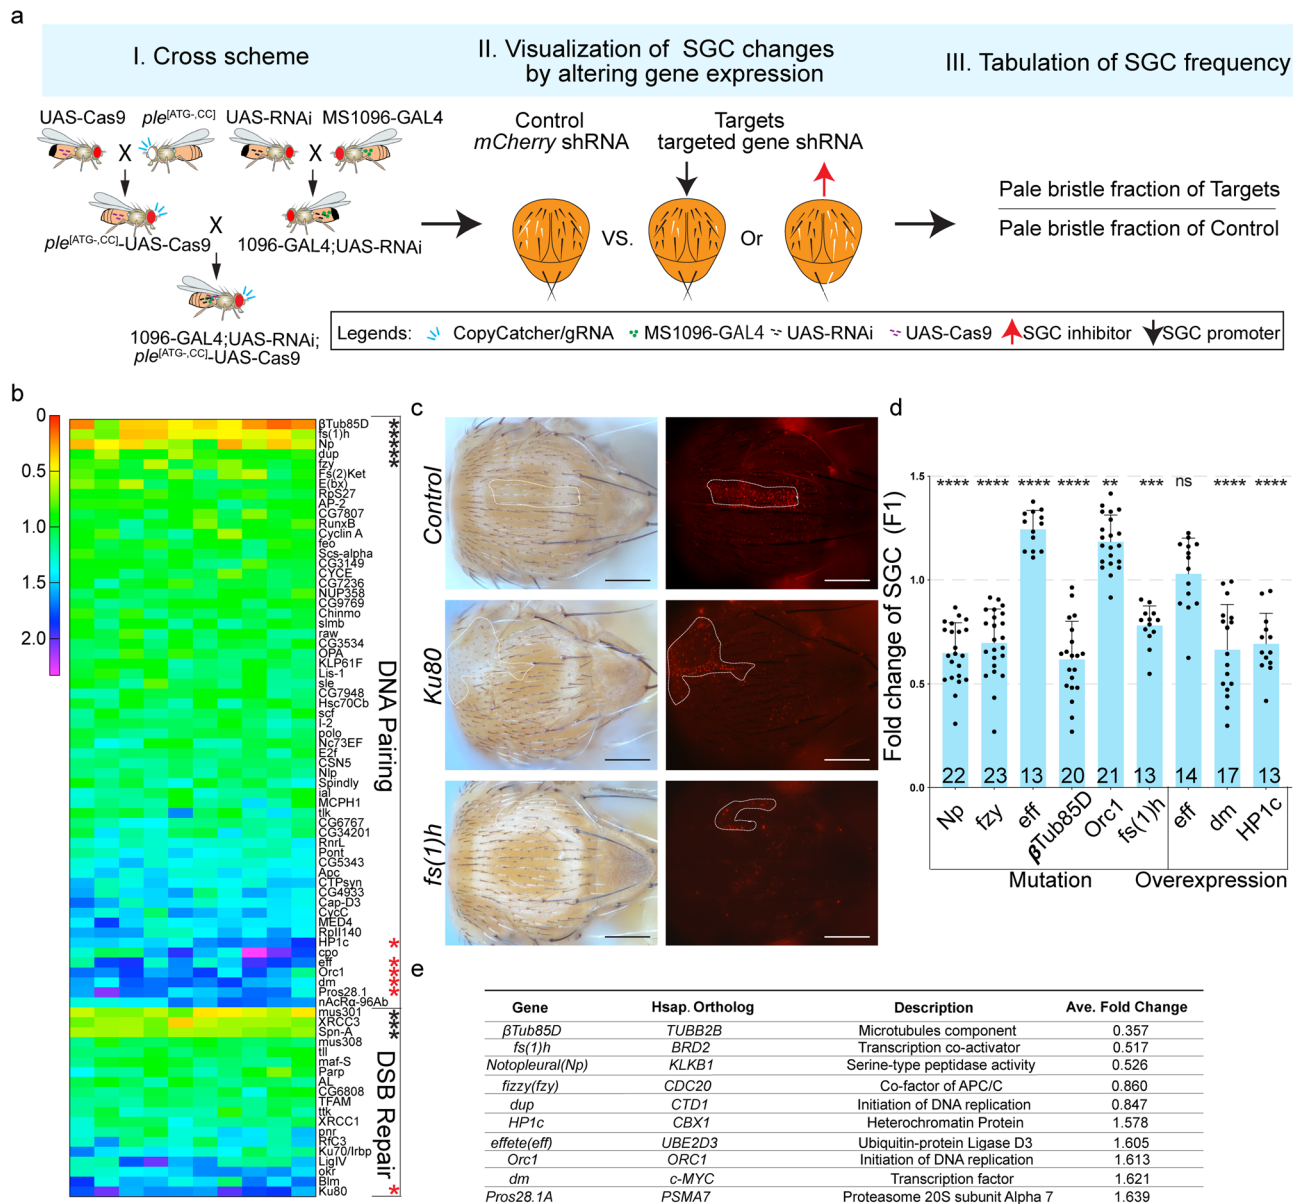 a
I. Cross scheme
II. Visualization of SGC changes
by altering gene expression
III. Tabulation of SGC frequency
UAS-Cas9 ple[ATG-,CC] UAS-RNAi MS1096-GAL4
X X
ple[ATG-,CC]-UAS-Cas9 X 1096-GAL4;UAS-RNAi
1096-GAL4;UAS-RNAi;
ple[ATG-,CC]-UAS-Cas9
Control
mCherry shRNA
Targets
targeted gene shRNA
VS. Or
Pale bristle fraction of Targets
Pale bristle fraction of Control
Legends: CopyCatcher/gRNA MS1096-GAL4 UAS-RNAi UAS-Cas9 SGC inhibitor SGC promoter
b
0
0.5
1.0
1.5
2.0
βTub85D
fs(1)h
Np
dup
fzy
Fs(2)Ket
E(bx)
RpS27
AP-2
CG7807
RunxB
Cyclin A
feo
Scs-alpha
CG3149
CYCE
CG7236
NUP358
CG9769
Chinmo
slmb
raw
CG3534
OPA
KLP61F
Lis-1
sle
CG7948
Hsc70Cb
scf
I-2
polo
Nc73EF
E2f
CSN5
Nlp
Spindly
ial
MCPH1
tlk
CG6767
CG34201
RnrL
Pont
CG5343
Apc
CTPsyn
CG4933
Cap-D3
CycC
MED4
RpII140
HP1c
cpo
eff
Orc1
dm
Pros28.1
nAcRα-96Ab
mus301
XRCC3
Spn-A
mus308
tll
maf-S
Parp
AL
CG6808
TFAM
ttk
XRCC1
pnr
RfC3
Ku70/Irbp
LigIV
okr
Blm
Ku80
*****
*
*
*
*
*
***
*
DNA Pairing
DSB Repair
c
Control
Ku80
fs(1)h
d
Fold change of SGC (F1)
1.5
1.0
0.5
0.0
**** **** **** **** ** *** ns **** ****
22 23 13 20 21 13 14 17 13
Np fzy eff βTub85D Orc1 fs(1)h eff dm HP1c
Mutation Overexpression
e
Gene Hsap. Ortholog Description Ave. Fold Change
βTub85D TUBB2B Microtubules component 0.357
fs(1)h BRD2 Transcription co-activator 0.517
Notopleural(Np) KLKB1 Serine-type peptidase activity 0.526
fizzy(fzy) CDC20 Co-factor of APC/C 0.860
dup CTD1 Initiation of DNA replication 0.847
HP1c CBX1 Heterochromatin Protein 1.578
effete(eff) UBE2D3 Ubiquitin-protein Ligase D3 1.605
Orc1 ORC1 Initiation of DNA replication 1.613
dm c-MYC Transcription factor 1.621
Pros28.1A PSMA7 Proteasome 20S subunit Alpha 7 1.639